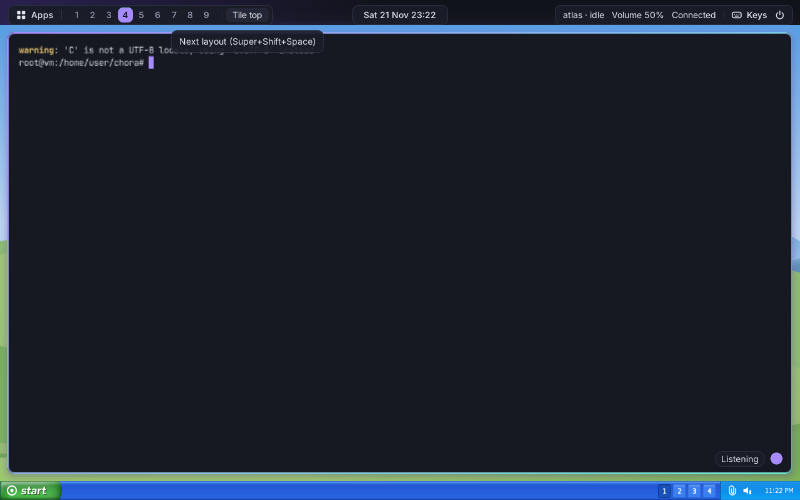 Apps 1 2 3 4 5 6 7 8 9 Tile top Sat 21 Nov 23:22 atlas · idle Volume 50% Connected Keys
Next layout (Super+Shift+Space)
warning: 'C' is not a UTF-8
root@vm:/home/user/chora#
Listening
start 1 2 3 4 11:22 PM